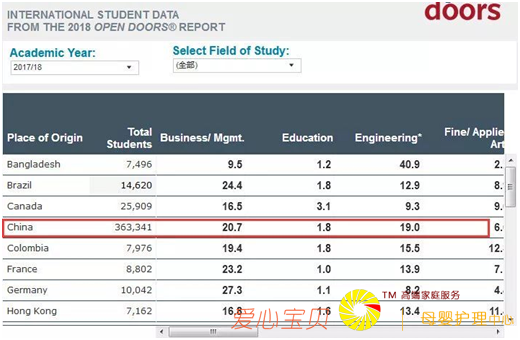 INTERNATIONAL STUDENT DATA
FROM THE 2018 OPEN DOORS® REPORT
doors
Academic Year:
2017/18
Select Field of Study:
(全部)
Place of Origin Total Students Business/ Mgmt. Education Engineering* Fine/ Applie Art
Bangladesh 7,496 9.5 1.2 40.9 2.
Brazil 14,620 24.4 1.8 12.9 8.
Canada 25,909 16.5 3.1 9.3 9.
China 363,341 20.7 1.8 19.0 6.
Colombia 7,976 19.4 1.8 15.5 12.
France 8,802 23.2 1.0 13.9 7.
Germany 10,042 27.3 1.1 8.2 4.
Hong Kong 7,162 16.8 1.6 13.4 11.
爱心宝贝
TM 高端家庭服务
母婴护理中心